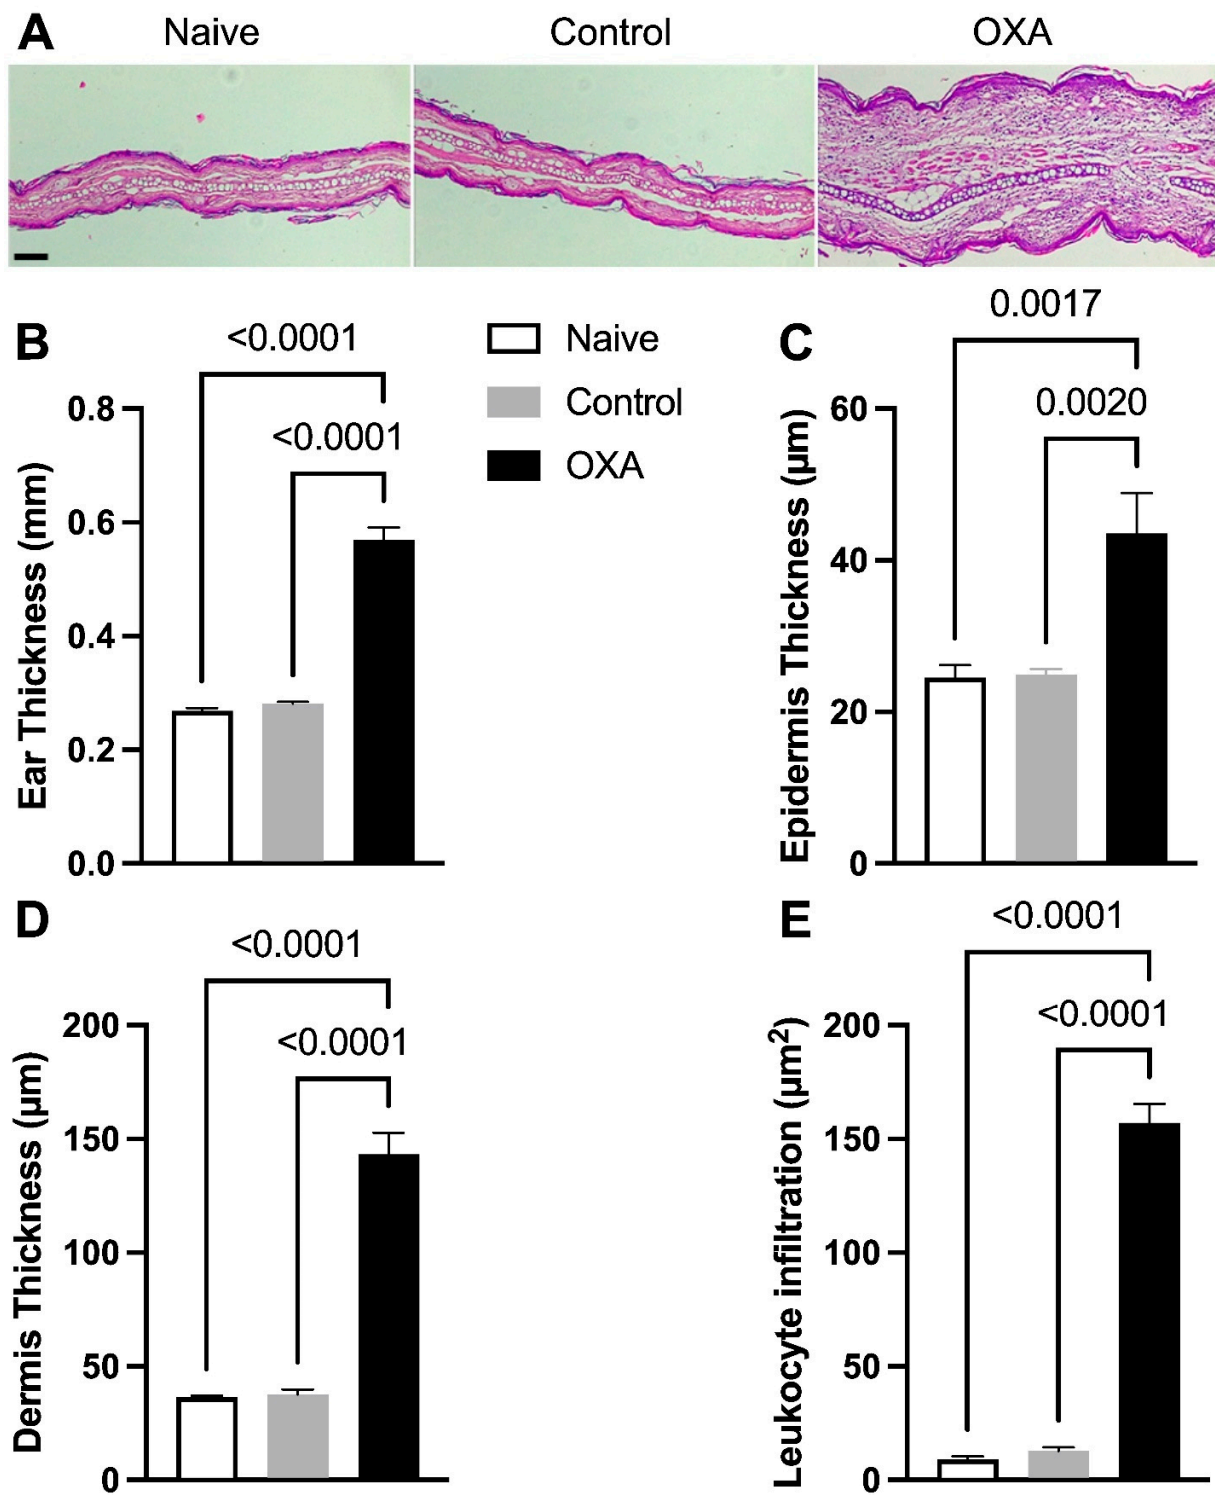 A
Naive
Control
OXA
B
<0.0001
<0.0001
0.8
0.6
0.4
0.2
0.0
Ear Thickness (mm)
Naive
Control
OXA
C
0.0017
0.0020
60
40
20
0
Epidermis Thickness (µm)
D
<0.0001
<0.0001
200
150
100
50
0
Dermis Thickness (µm)
E
<0.0001
<0.0001
200
150
100
50
0
Leukocyte infiltration (µm²)